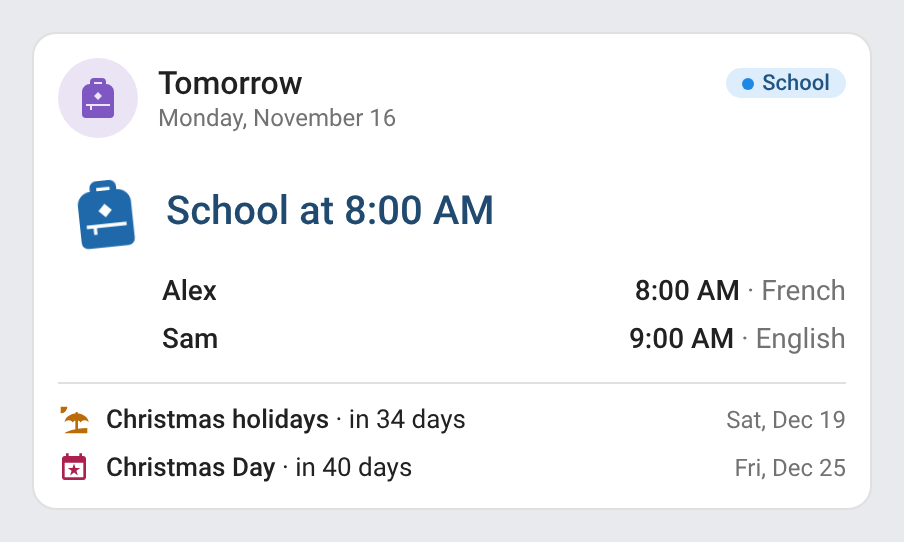 Tomorrow
Monday, November 16
School
School at 8:00 AM
Alex 8:00 AM · French
Sam 9:00 AM · English
Christmas holidays · in 34 days Sat, Dec 19
Christmas Day · in 40 days Fri, Dec 25